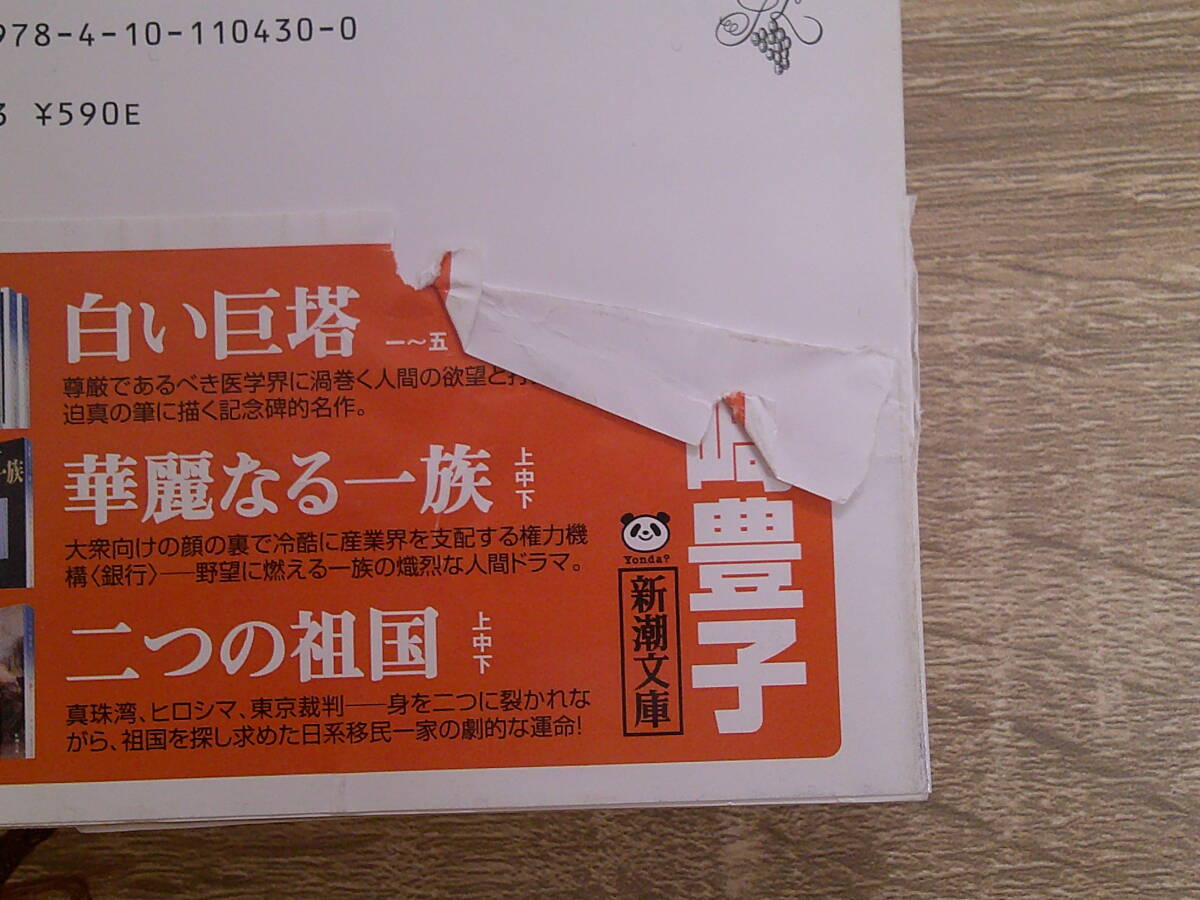 978-4-10-110430-0
3 ¥590E
白い巨塔 一〜五
尊厳であるべき医学界に渦巻く人間の欲望と
迫真の筆に描く記念碑的名作。
華麗なる一族 上中下
大衆向けの顔の裏で冷酷に産業界を支配する権力機
構〈銀行〉──野望に燃える一族の熾烈な人間ドラマ。
二つの祖国 上中下
真珠湾、ヒロシマ、東京裁判──身を二つに裂かれな
がら、祖国を探し求めた日系移民一家の劇的な運命!
Yonda?
新潮文庫
崎豊子
一族